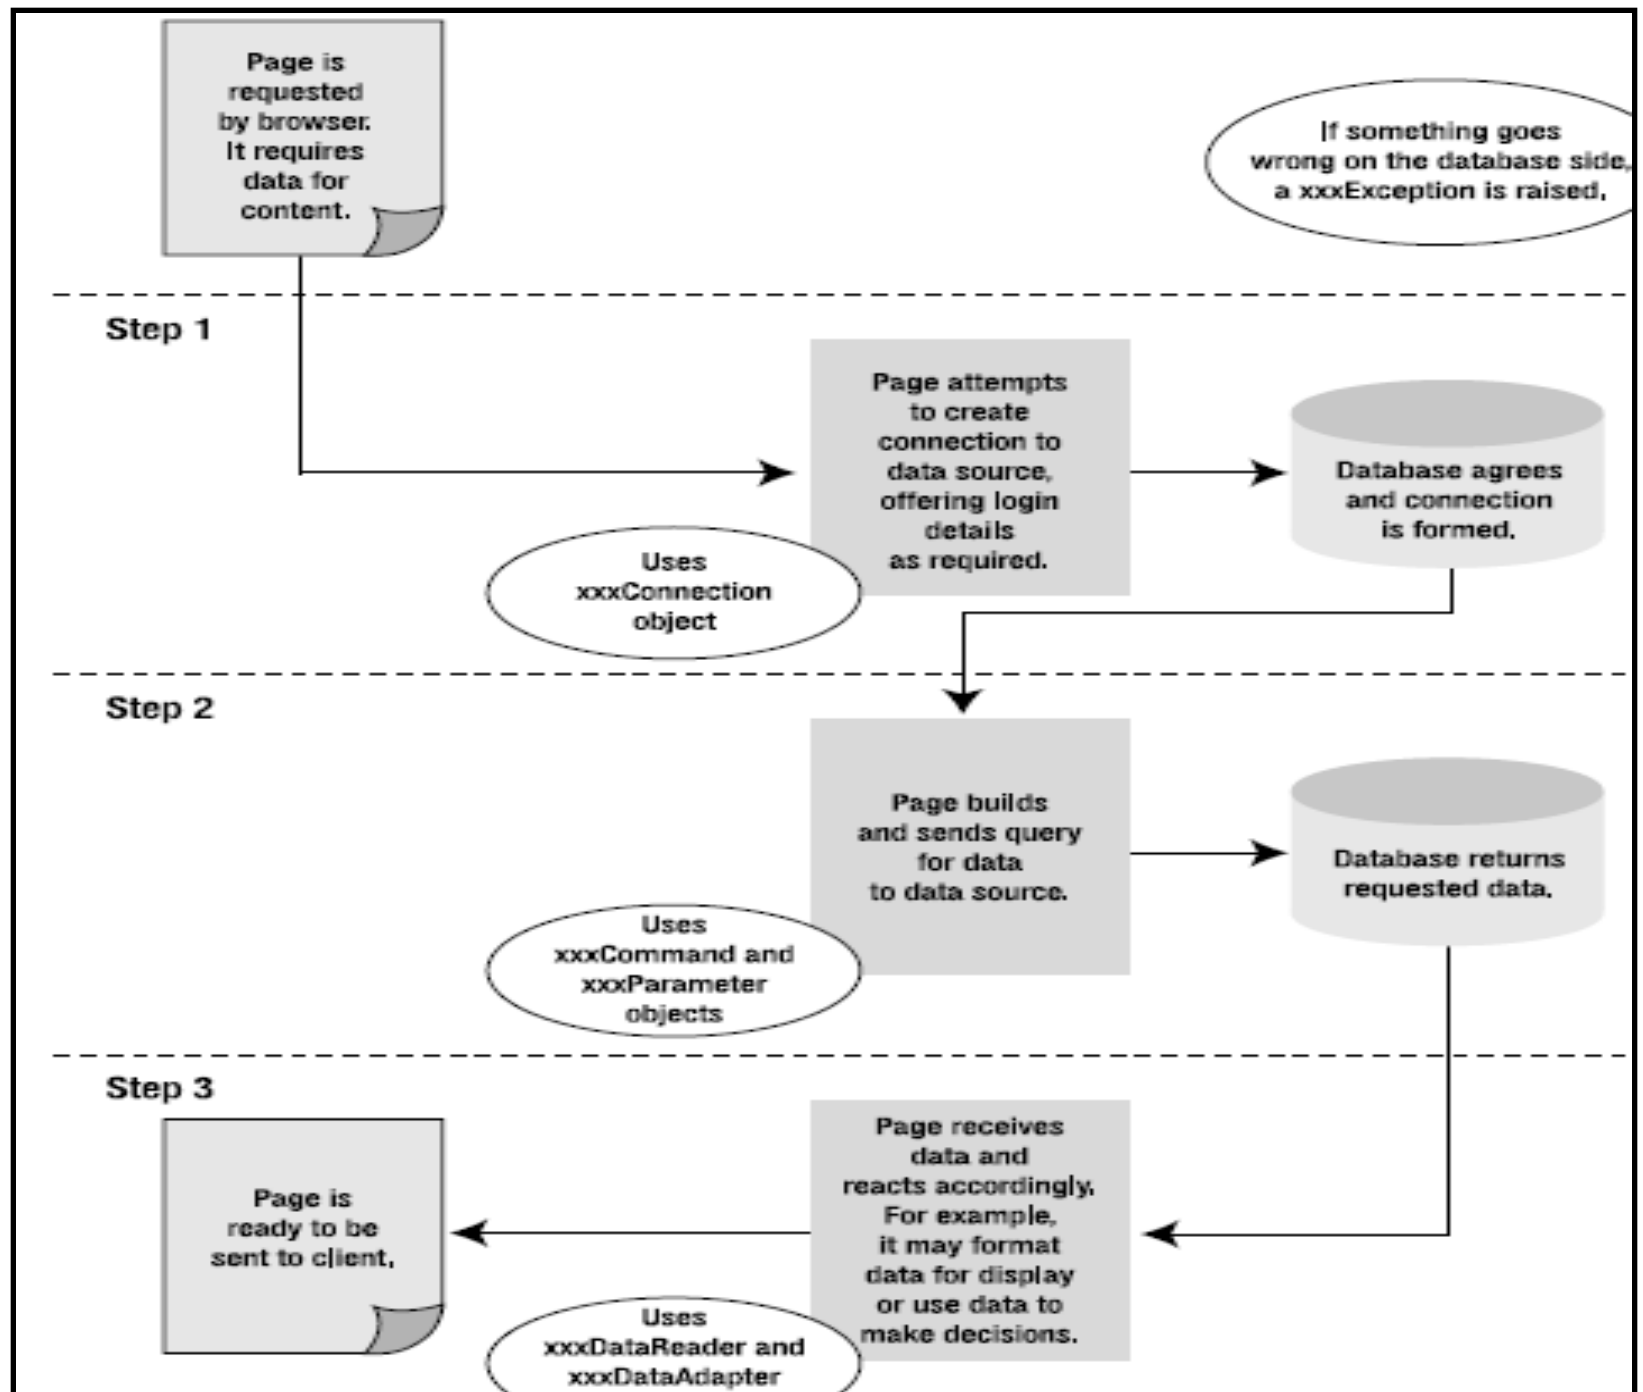 Page is
requested
by browser.
It requires
data for
content.
If something goes
wrong on the database side,
a xxxException is raised.
Step 1
Page attempts
to create
connection to
data source,
offering login
details
as required.
Database agrees
and connection
is formed.
Uses
xxxConnection
object
Step 2
Page builds
and sends query
for data
to data source.
Database returns
requested data.
Uses
xxxCommand and
xxxParameter
objects
Step 3
Page receives
data and
reacts accordingly.
For example,
it may format
data for display
or use data to
make decisions.
Page is
ready to be
sent to client.
Uses
xxxDataReader and
xxxDataAdapter